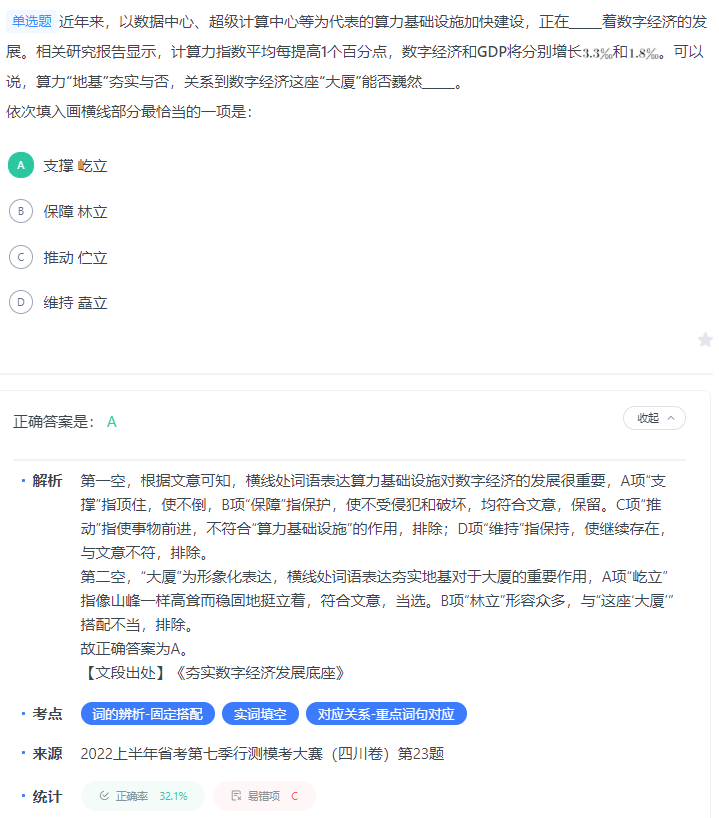 单选题 近年来，以数据中心、超级计算中心等为代表的算力基础设施加快建设，正在_____着数字经济的发
展。相关研究报告显示，计算力指数平均每提高1个百分点，数字经济和GDP将分别增长3.3‰和1.8‰。可以
说，算力“地基”夯实与否，关系到数字经济这座“大厦”能否巍然_____。
依次填入画横线部分最恰当的一项是：
A 支撑 屹立
B 保障 林立
C 推动 伫立
D 维持 矗立
正确答案是： A
收起
解析 第一空，根据文意可知，横线处词语表达算力基础设施对数字经济的发展很重要，A项“支
撑”指顶住，使不倒，B项“保障”指保护，使不受侵犯和破坏，均符合文意，保留。C项“推
动”指使事物前进，不符合“算力基础设施”的作用，排除；D项“维持”指保持，使继续存在，
与文意不符，排除。
第二空，“大厦”为形象化表达，横线处词语表达夯实地基对于大厦的重要作用，A项“屹立”
指像山峰一样高耸而稳固地挺立着，符合文意，当选。B项“林立”形容众多，与“这座‘大厦’”
搭配不当，排除。
故正确答案为A。
【文段出处】《夯实数字经济发展底座》
考点 词的辨析-固定搭配 实词填空 对应关系-重点词句对应
来源 2022上半年省考第七季行测模考大赛（四川卷）第23题
统计 正确率 32.1% 易错项 C